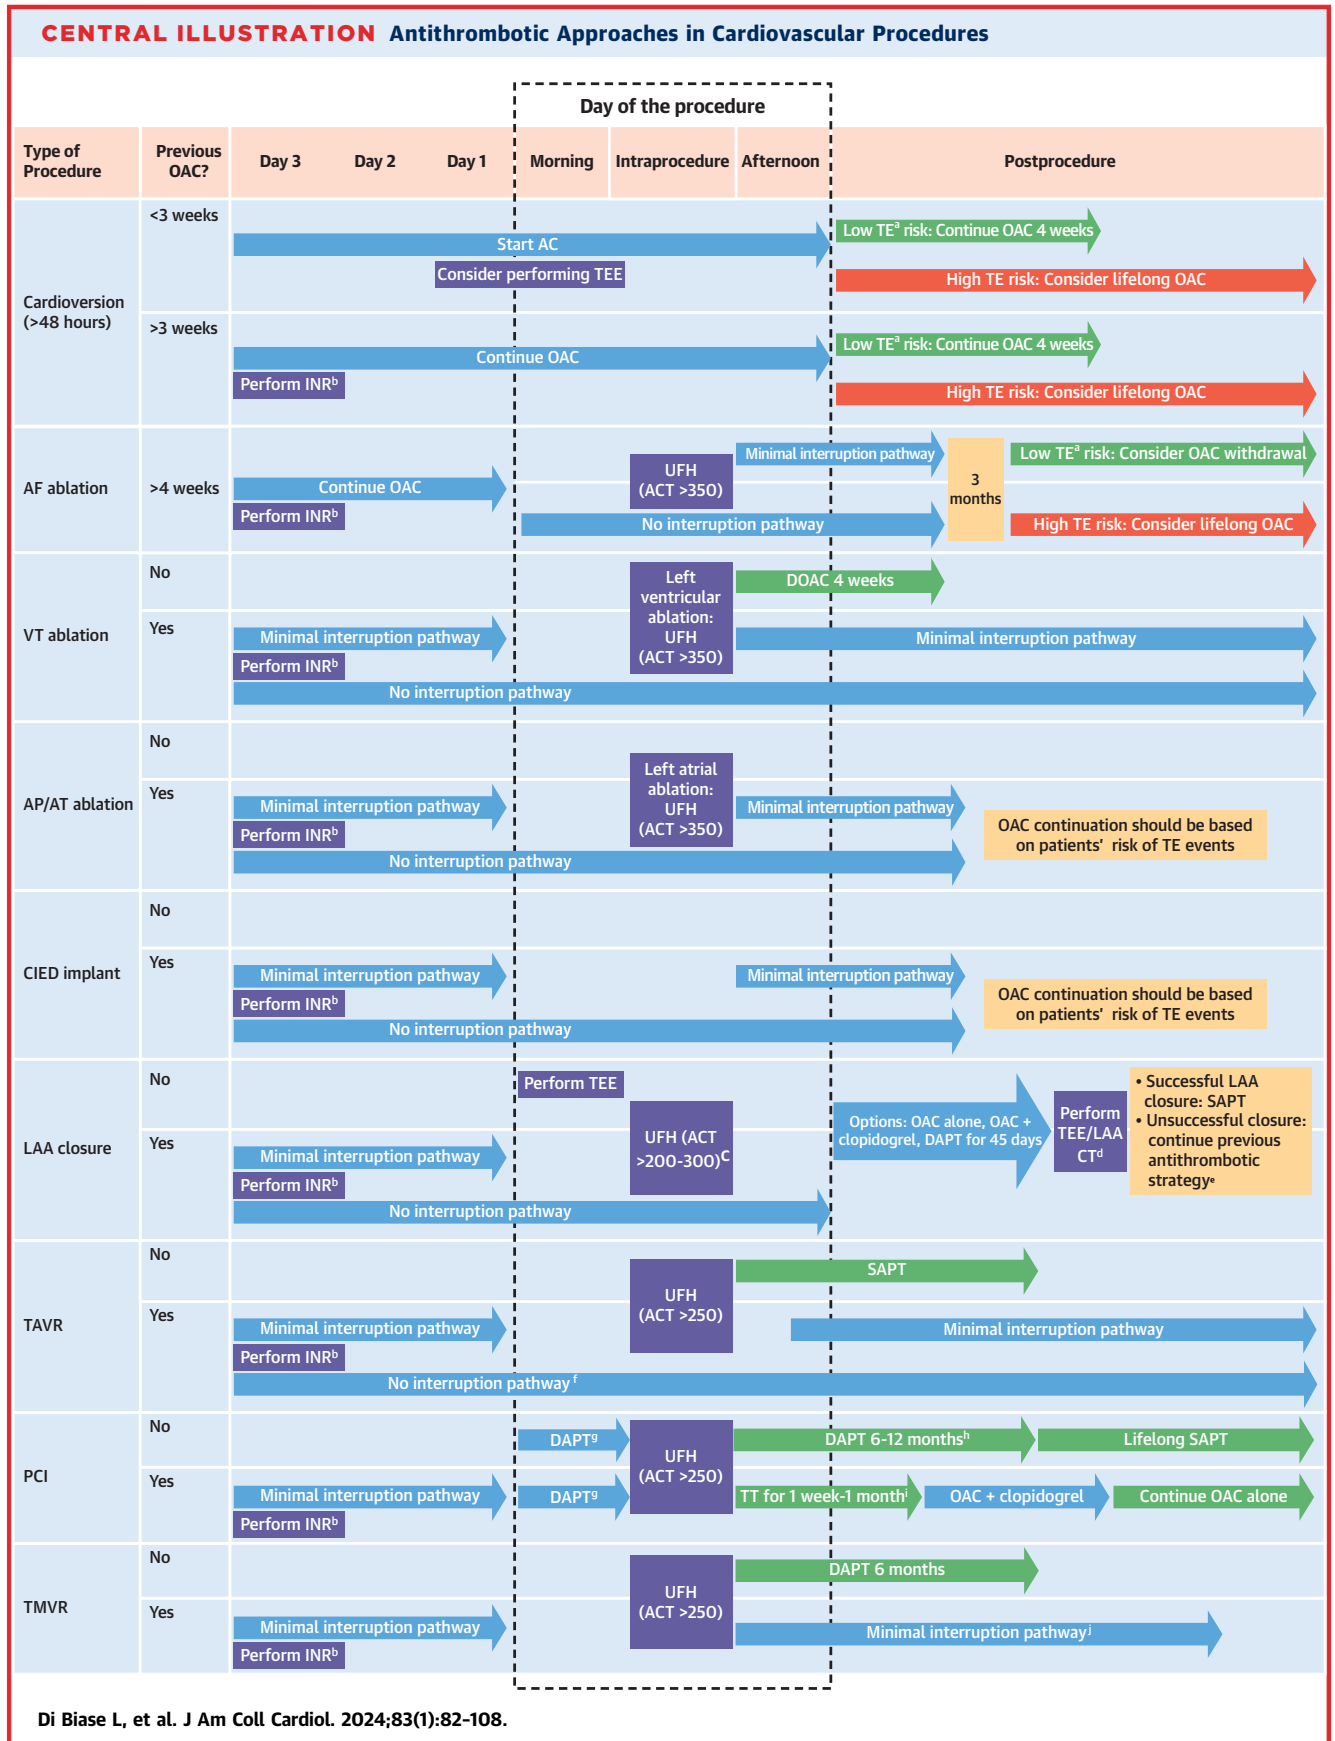 CENTRAL ILLUSTRATION Antithrombotic Approaches in Cardiovascular Procedures
Day of the procedure
Type of
Procedure
Previous
OAC?
Day 3
Day 2
Day 1
Morning
Intraprocedure
Afternoon
Postprocedure
Cardioversion
(>48 hours)
<3 weeks
Start AC
Consider performing TEE
Low TEª risk: Continue OAC 4 weeks
High TE risk: Consider lifelong OAC
>3 weeks
Continue OAC
Perform INRᵇ
Low TEª risk: Continue OAC 4 weeks
High TE risk: Consider lifelong OAC
AF ablation
>4 weeks
Continue OAC
Perform INRᵇ
UFH
(ACT >350)
Minimal interruption pathway
No interruption pathway
3
months
Low TEª risk: Consider OAC withdrawal
High TE risk: Consider lifelong OAC
VT ablation
No
Left
ventricular
ablation:
UFH
(ACT >350)
DOAC 4 weeks
Yes
Minimal interruption pathway
Perform INRᵇ
No interruption pathway
Minimal interruption pathway
AP/AT ablation
No
Left atrial
ablation:
UFH
(ACT >350)
Yes
Minimal interruption pathway
Perform INRᵇ
No interruption pathway
Minimal interruption pathway
OAC continuation should be based
on patients' risk of TE events
CIED implant
No
Yes
Minimal interruption pathway
Perform INRᵇ
No interruption pathway
Minimal interruption pathway
OAC continuation should be based
on patients' risk of TE events
LAA closure
No
Perform TEE
UFH (ACT
>200-300)ᶜ
Yes
Minimal interruption pathway
Perform INRᵇ
No interruption pathway
Options: OAC alone, OAC +
clopidogrel, DAPT for 45 days
Perform
TEE/LAA
CTᵈ
• Successful LAA
closure: SAPT
• Unsuccessful closure:
continue previous
antithrombotic
strategyᵉ
TAVR
No
UFH
(ACT >250)
SAPT
Yes
Minimal interruption pathway
Perform INRᵇ
No interruption pathwayᶠ
Minimal interruption pathway
PCI
No
DAPTᵍ
UFH
(ACT >250)
DAPT 6-12 monthsʰ
Lifelong SAPT
Yes
Minimal interruption pathway
Perform INRᵇ
DAPTᵍ
TT for 1 week-1 monthⁱ
OAC + clopidogrel
Continue OAC alone
TMVR
No
UFH
(ACT >250)
DAPT 6 months
Yes
Minimal interruption pathway
Perform INRᵇ
Minimal interruption pathwayʲ
Di Biase L, et al. J Am Coll Cardiol. 2024;83(1):82-108.